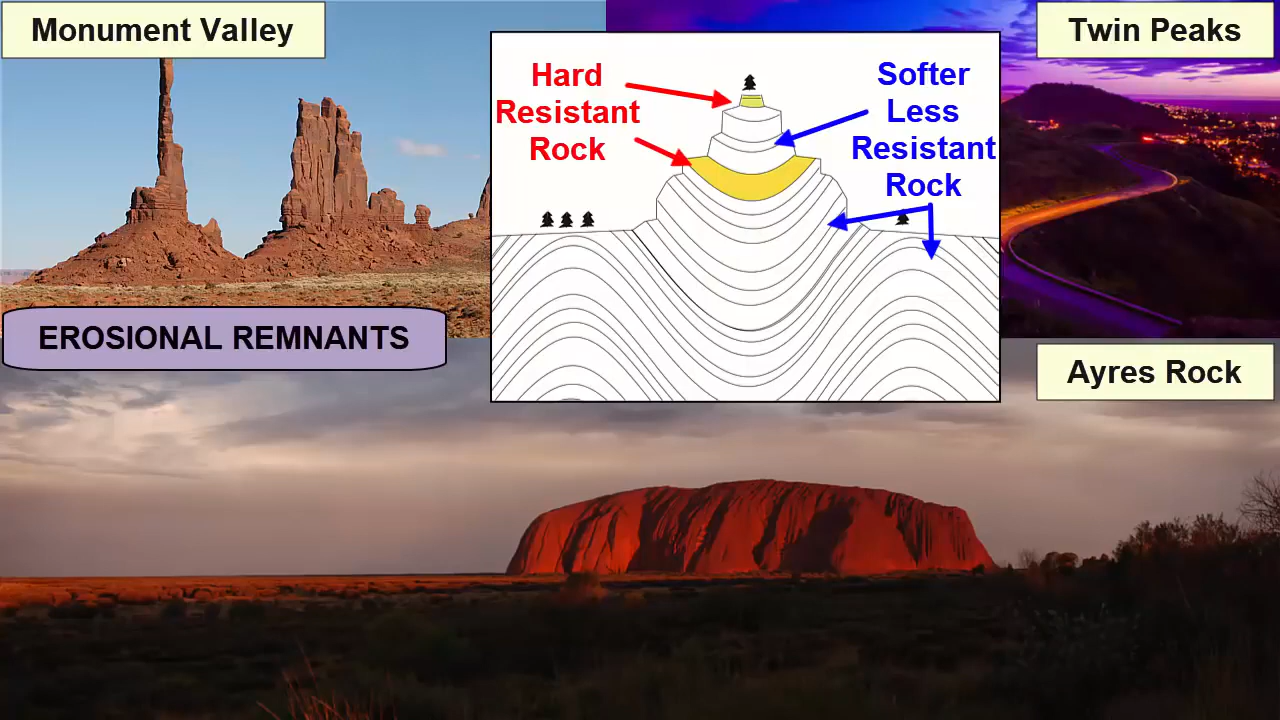 Monument Valley
Twin Peaks
Hard
Resistant
Rock
Softer
Less
Resistant
Rock
EROSIONAL REMNANTS
Ayres Rock